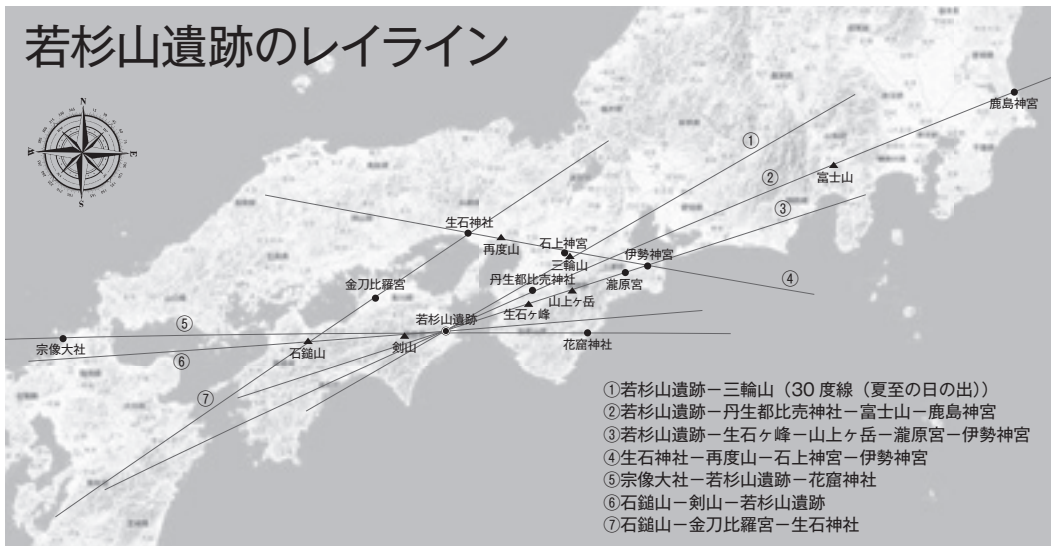 若杉山遺跡のレイライン
N
W
E
S
①
鹿島神宮
②
富士山
③
生石神社
再度山
石上神宮
三輪山
伊勢神宮
④
金刀比羅宮
丹生都比売神社
瀧原宮
山上ヶ岳
生石ヶ峰
若杉山遺跡
⑤
宗像大社
⑥
石鎚山
剣山
花窟神社
⑦
①若杉山遺跡－三輪山（30度線（夏至の日の出））
②若杉山遺跡－丹生都比売神社－富士山－鹿島神宮
③若杉山遺跡－生石ヶ峰－山上ヶ岳－瀧原宮－伊勢神宮
④生石神社－再度山－石上神宮－伊勢神宮
⑤宗像大社－若杉山遺跡－花窟神社
⑥石鎚山－剣山－若杉山遺跡
⑦石鎚山－金刀比羅宮－生石神社